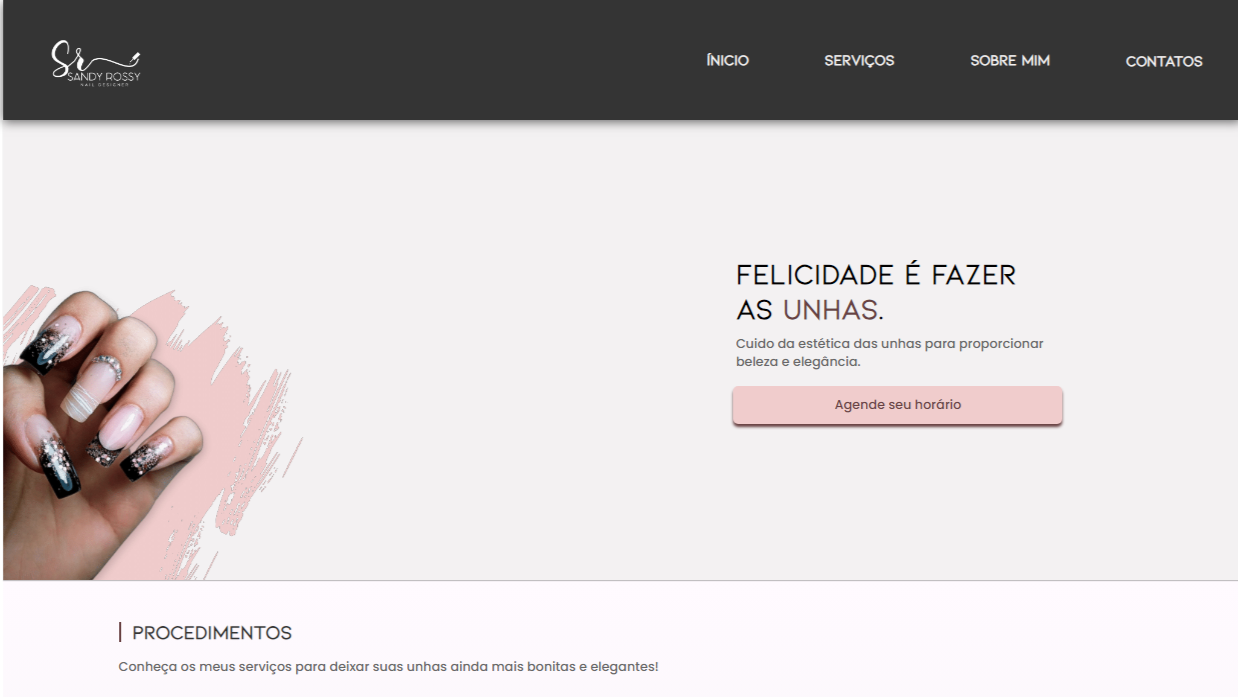 Sr
SANDY ROSSY
NAIL DESIGNER
ÍNICIO
SERVIÇOS
SOBRE MIM
CONTATOS
FELICIDADE É FAZER
AS UNHAS.
Cuido da estética das unhas para proporcionar
beleza e elegância.
Agende seu horário
PROCEDIMENTOS
Conheça os meus serviços para deixar suas unhas ainda mais bonitas e elegantes!